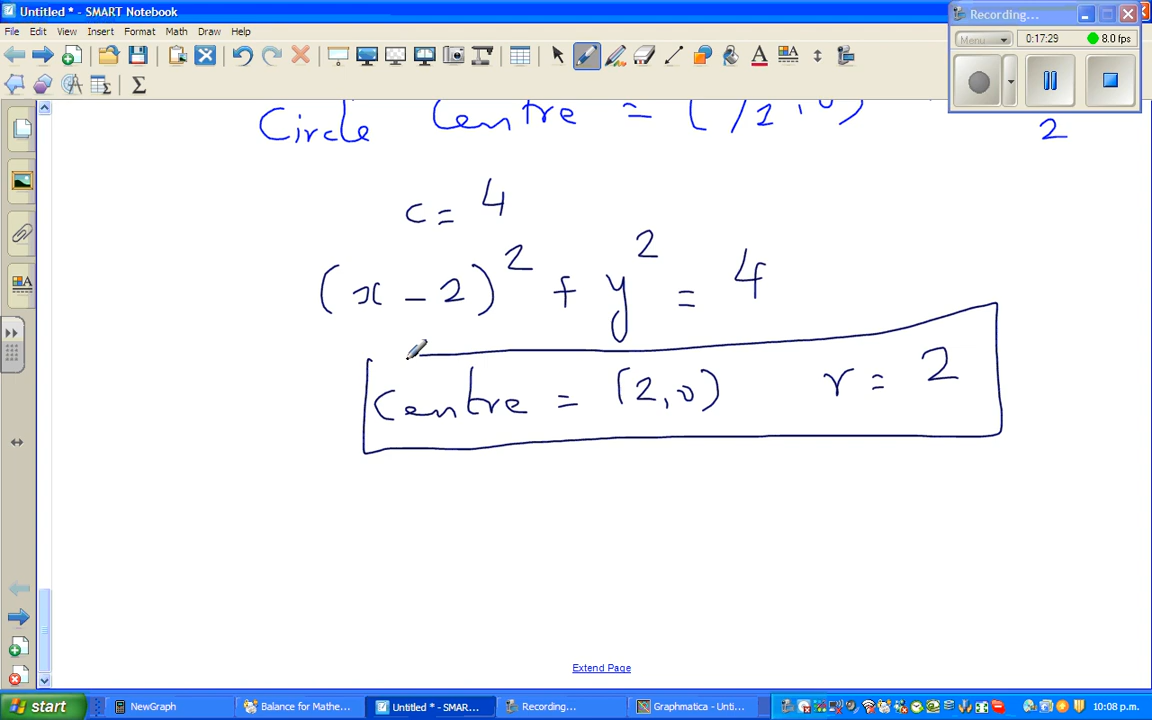 Untitled * - SMART Notebook
File Edit View Insert Format Math Draw Help
Recording...
Menu 0:17:29 8.0 fps
Circle Centre =
2
c = 4
(x - 2)² + y² = 4
Centre = (2,0) r = 2
Extend Page
start NewGraph Balance for Mathe... Untitled * - SMAR... Recording... Graphmatica - Unti... 10:08 p.m.